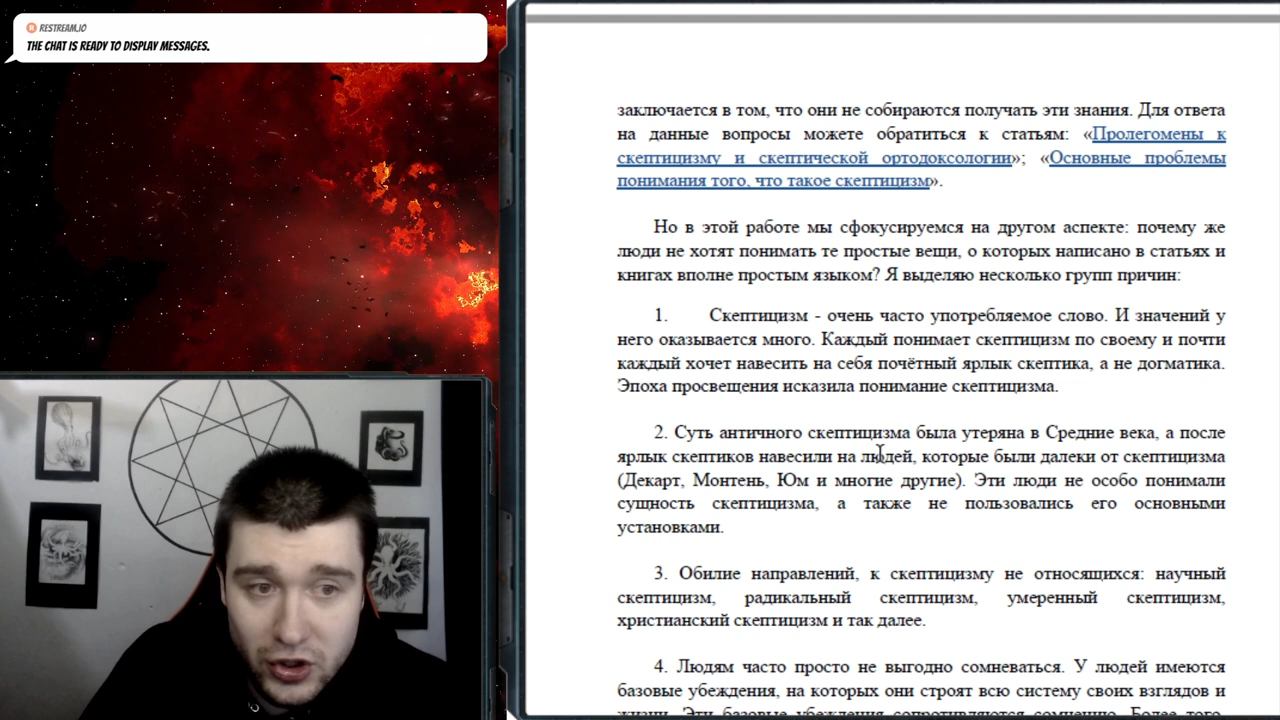 RESTREAM.IO
THE CHAT IS READY TO DISPLAY MESSAGES.
заключается в том, что они не собираются получать эти знания. Для ответа
на данные вопросы можете обратиться к статьям: «Пролегомены к
скептицизму и скептической ортодоксологии»; «Основные проблемы
понимания того, что такое скептицизм».
Но в этой работе мы сфокусируемся на другом аспекте: почему же
люди не хотят понимать те простые вещи, о которых написано в статьях и
книгах вполне простым языком? Я выделяю несколько групп причин:
1. Скептицизм - очень часто употребляемое слово. И значений у
него оказывается много. Каждый понимает скептицизм по своему и почти
каждый хочет навесить на себя почётный ярлык скептика, а не догматика.
Эпоха просвещения исказила понимание скептицизма.
2. Суть античного скептицизма была утеряна в Средние века, а после
ярлык скептиков навесили на людей, которые были далеки от скептицизма
(Декарт, Монтень, Юм и многие другие). Эти люди не особо понимали
сущность скептицизма, а также не пользовались его основными
установками.
3. Обилие направлений, к скептицизму не относящихся: научный
скептицизм, радикальный скептицизм, умеренный скептицизм,
христианский скептицизм и так далее.
4. Людям часто просто не выгодно сомневаться. У людей имеются
базовые убеждения, на которых они строят всю систему своих взглядов и
жизни. Эти базовые убеждения сопротивляются сомнению. Более того,